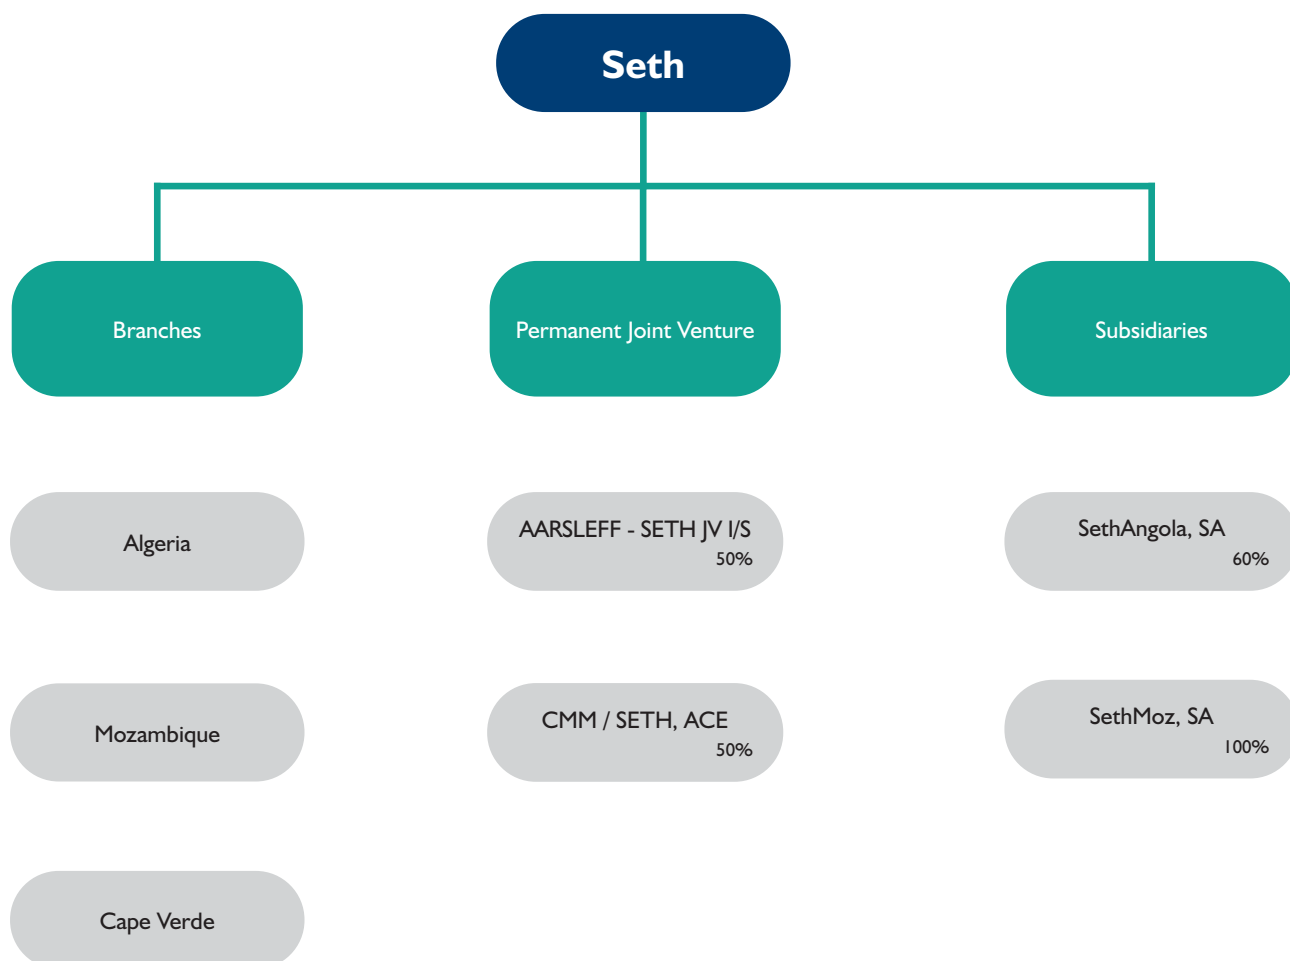 Seth
Branches
Permanent Joint Venture
Subsidiaries
Algeria
AARSLEFF - SETH JV I/S
50%
SethAngola, SA
60%
Mozambique
CMM / SETH, ACE
50%
SethMoz, SA
100%
Cape Verde